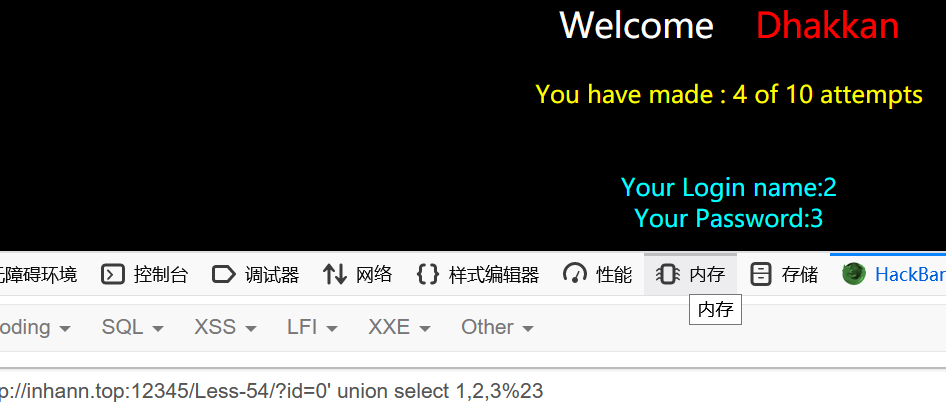 Welcome Dhakkan
You have made : 4 of 10 attempts
Your Login name:2
Your Password:3
障碍环境 控制台 调试器 网络 样式编辑器 性能 内存 存储 HackBar
内存
oding SQL XSS LFI XXE Other
p://inhann.top:12345/Less-54/?id=0' union select 1,2,3%23